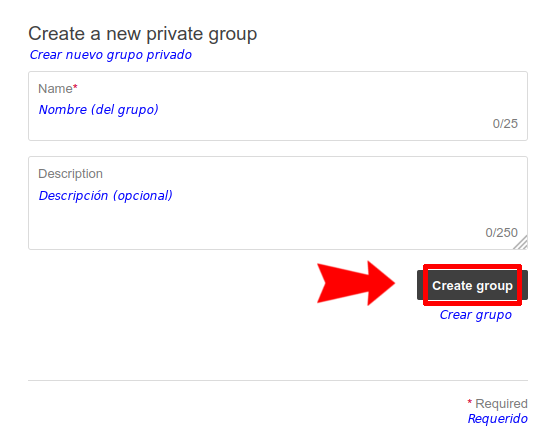 Create a new private group
Crear nuevo grupo privado
Name*
Nombre (del grupo)
0/25
Description
Descripción (opcional)
0/250
Create group
Crear grupo
* Required
Requerido